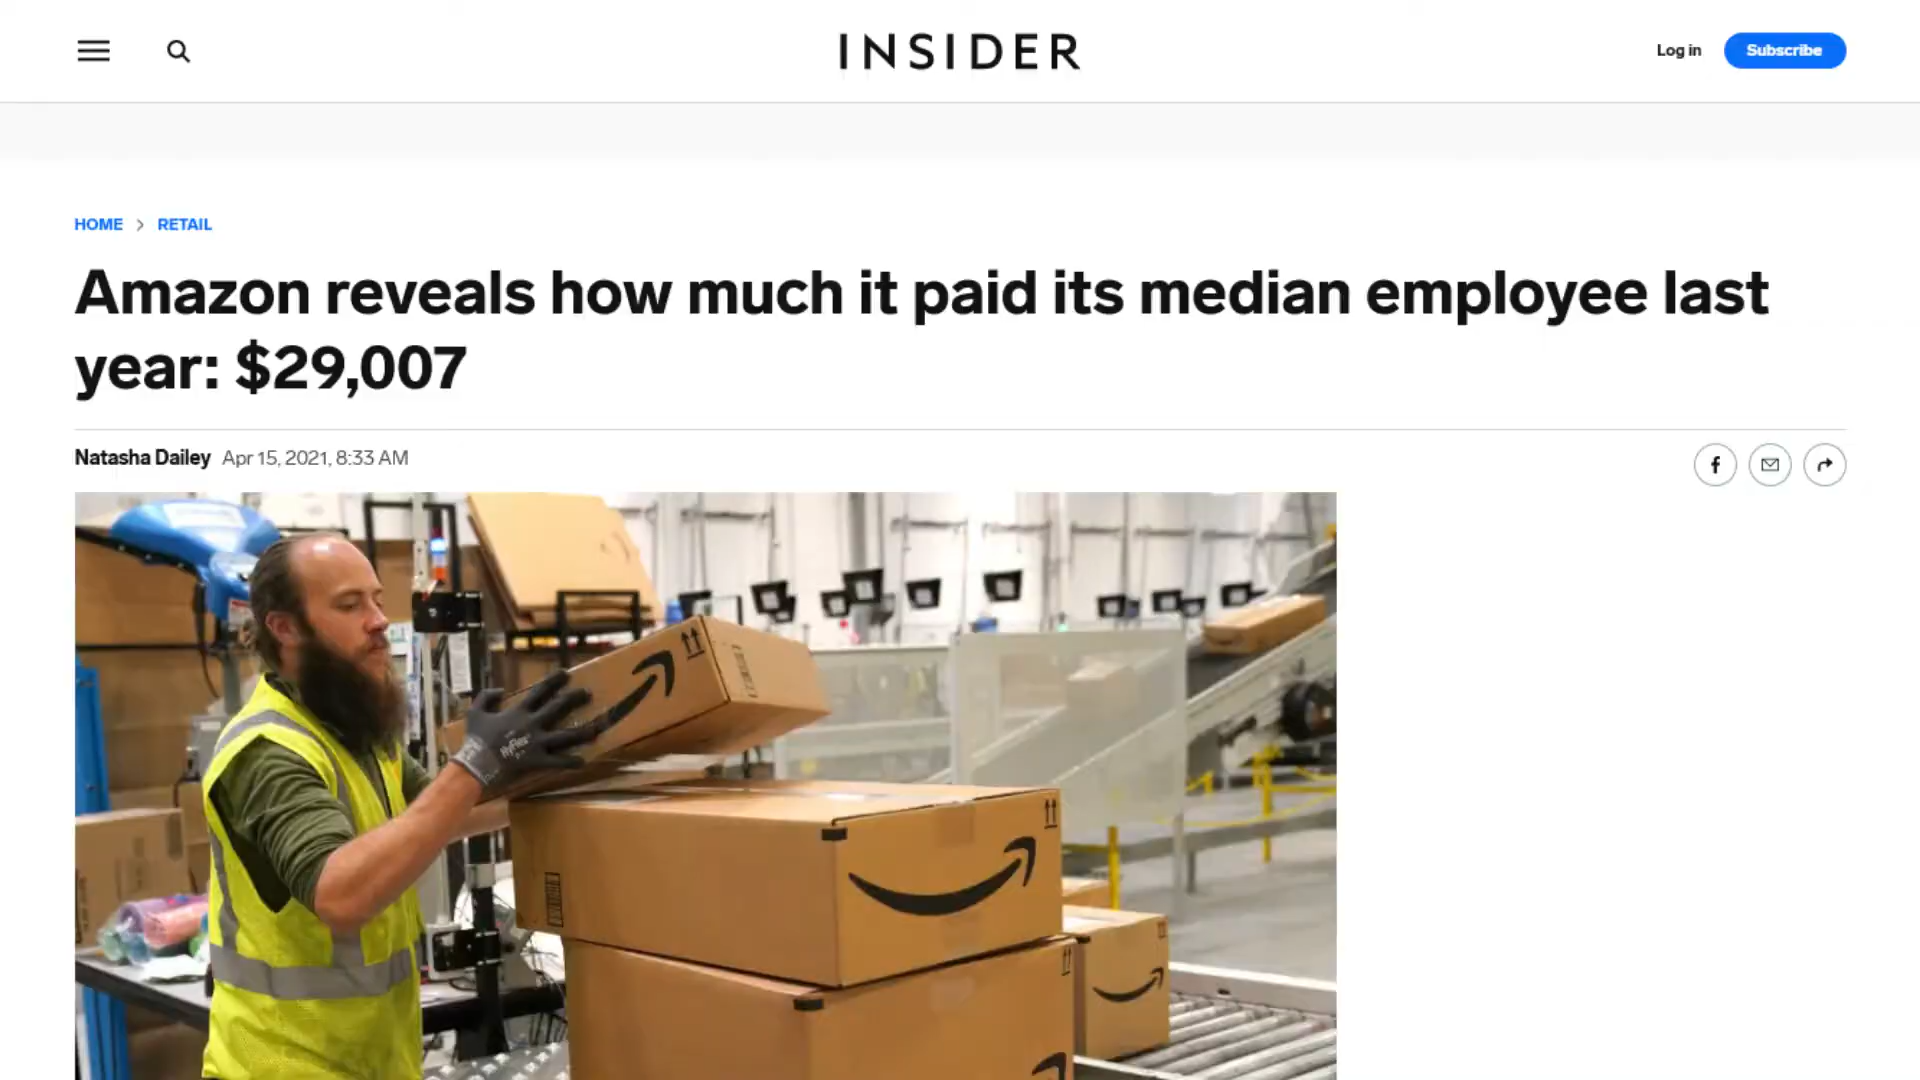 INSIDER
Log in
Subscribe
HOME > RETAIL
Amazon reveals how much it paid its median employee last
year: $29,007
Natasha Dailey Apr 15, 2021, 8:33 AM
HyFlex